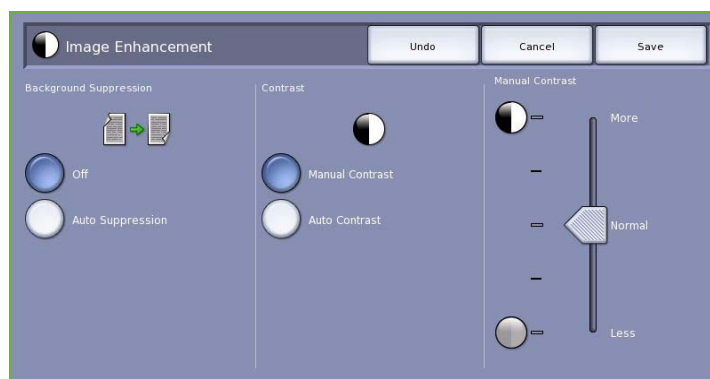 Image Enhancement
Undo
Cancel
Save
Background Suppression
Off
Auto Suppression
Contrast
Manual Contrast
Auto Contrast
Manual Contrast
More
Normal
Less